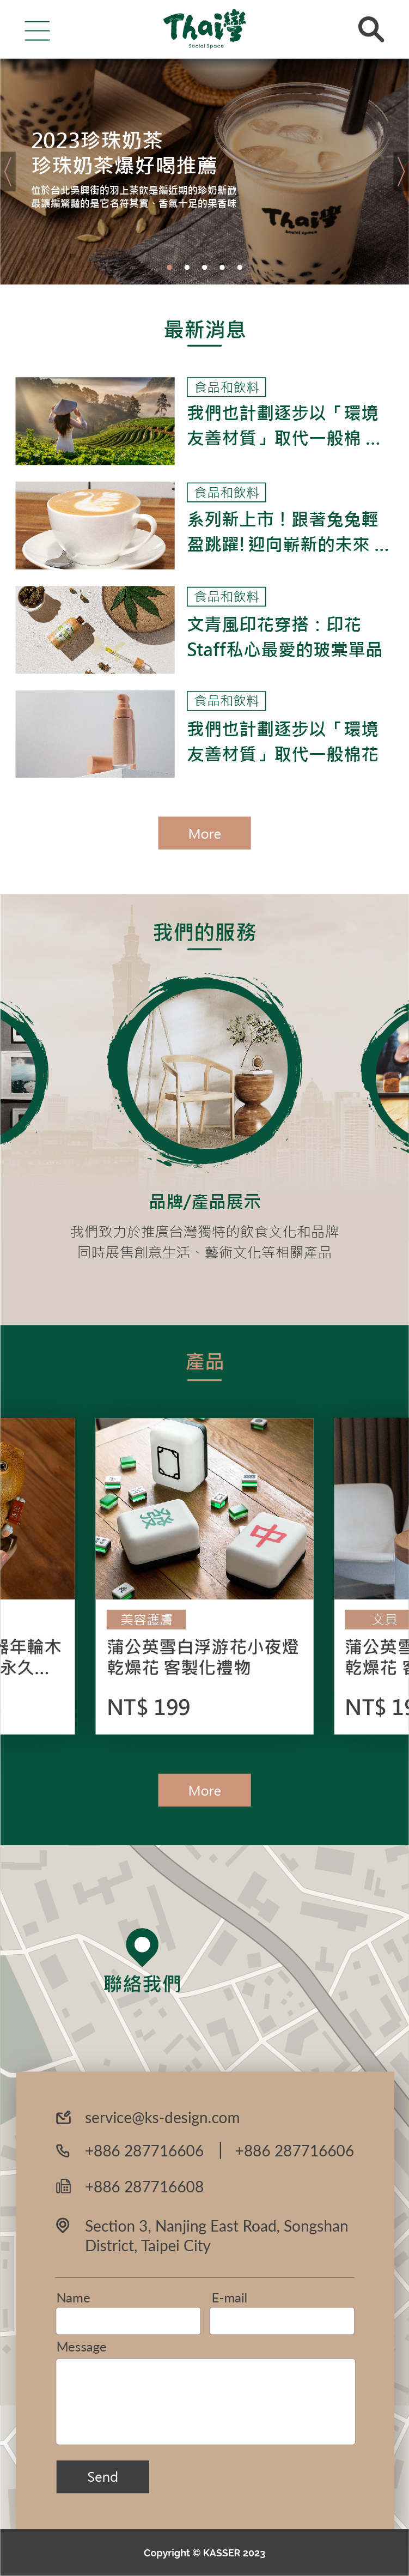 Thai灣
Social Space
2023珍珠奶茶
珍珠奶茶爆好喝推薦
位於台北吳興街的羽上茶飲是編近期的珍奶新歡
最讓編驚豔的是它名符其實、香氣十足的果香味
Thai灣
Social Space
最新消息
食品和飲料
我們也計劃逐步以「環境
友善材質」取代一般棉 ...
食品和飲料
系列新上市！跟著兔兔輕
盈跳躍! 迎向嶄新的未來 ...
食品和飲料
文青風印花穿搭：印花
Staff私心最愛的玻棠單品
食品和飲料
我們也計劃逐步以「環境
友善材質」取代一般棉花
More
我們的服務
品牌/產品展示
我們致力於推廣台灣獨特的飲食文化和品牌
同時展售創意生活、藝術文化等相關產品
產品
中
器年輪木
永久...
美容護膚
蒲公英雪白浮游花小夜燈
乾燥花 客製化禮物
NT$ 199
文具
蒲公英雪
乾燥花 客
NT$ 19
More
聯絡我們
service@ks-design.com
+886 287716606 | +886 287716606
+886 287716608
Section 3, Nanjing East Road, Songshan
District, Taipei City
Name E-mail
Message
Send
Copyright © KASSER 2023